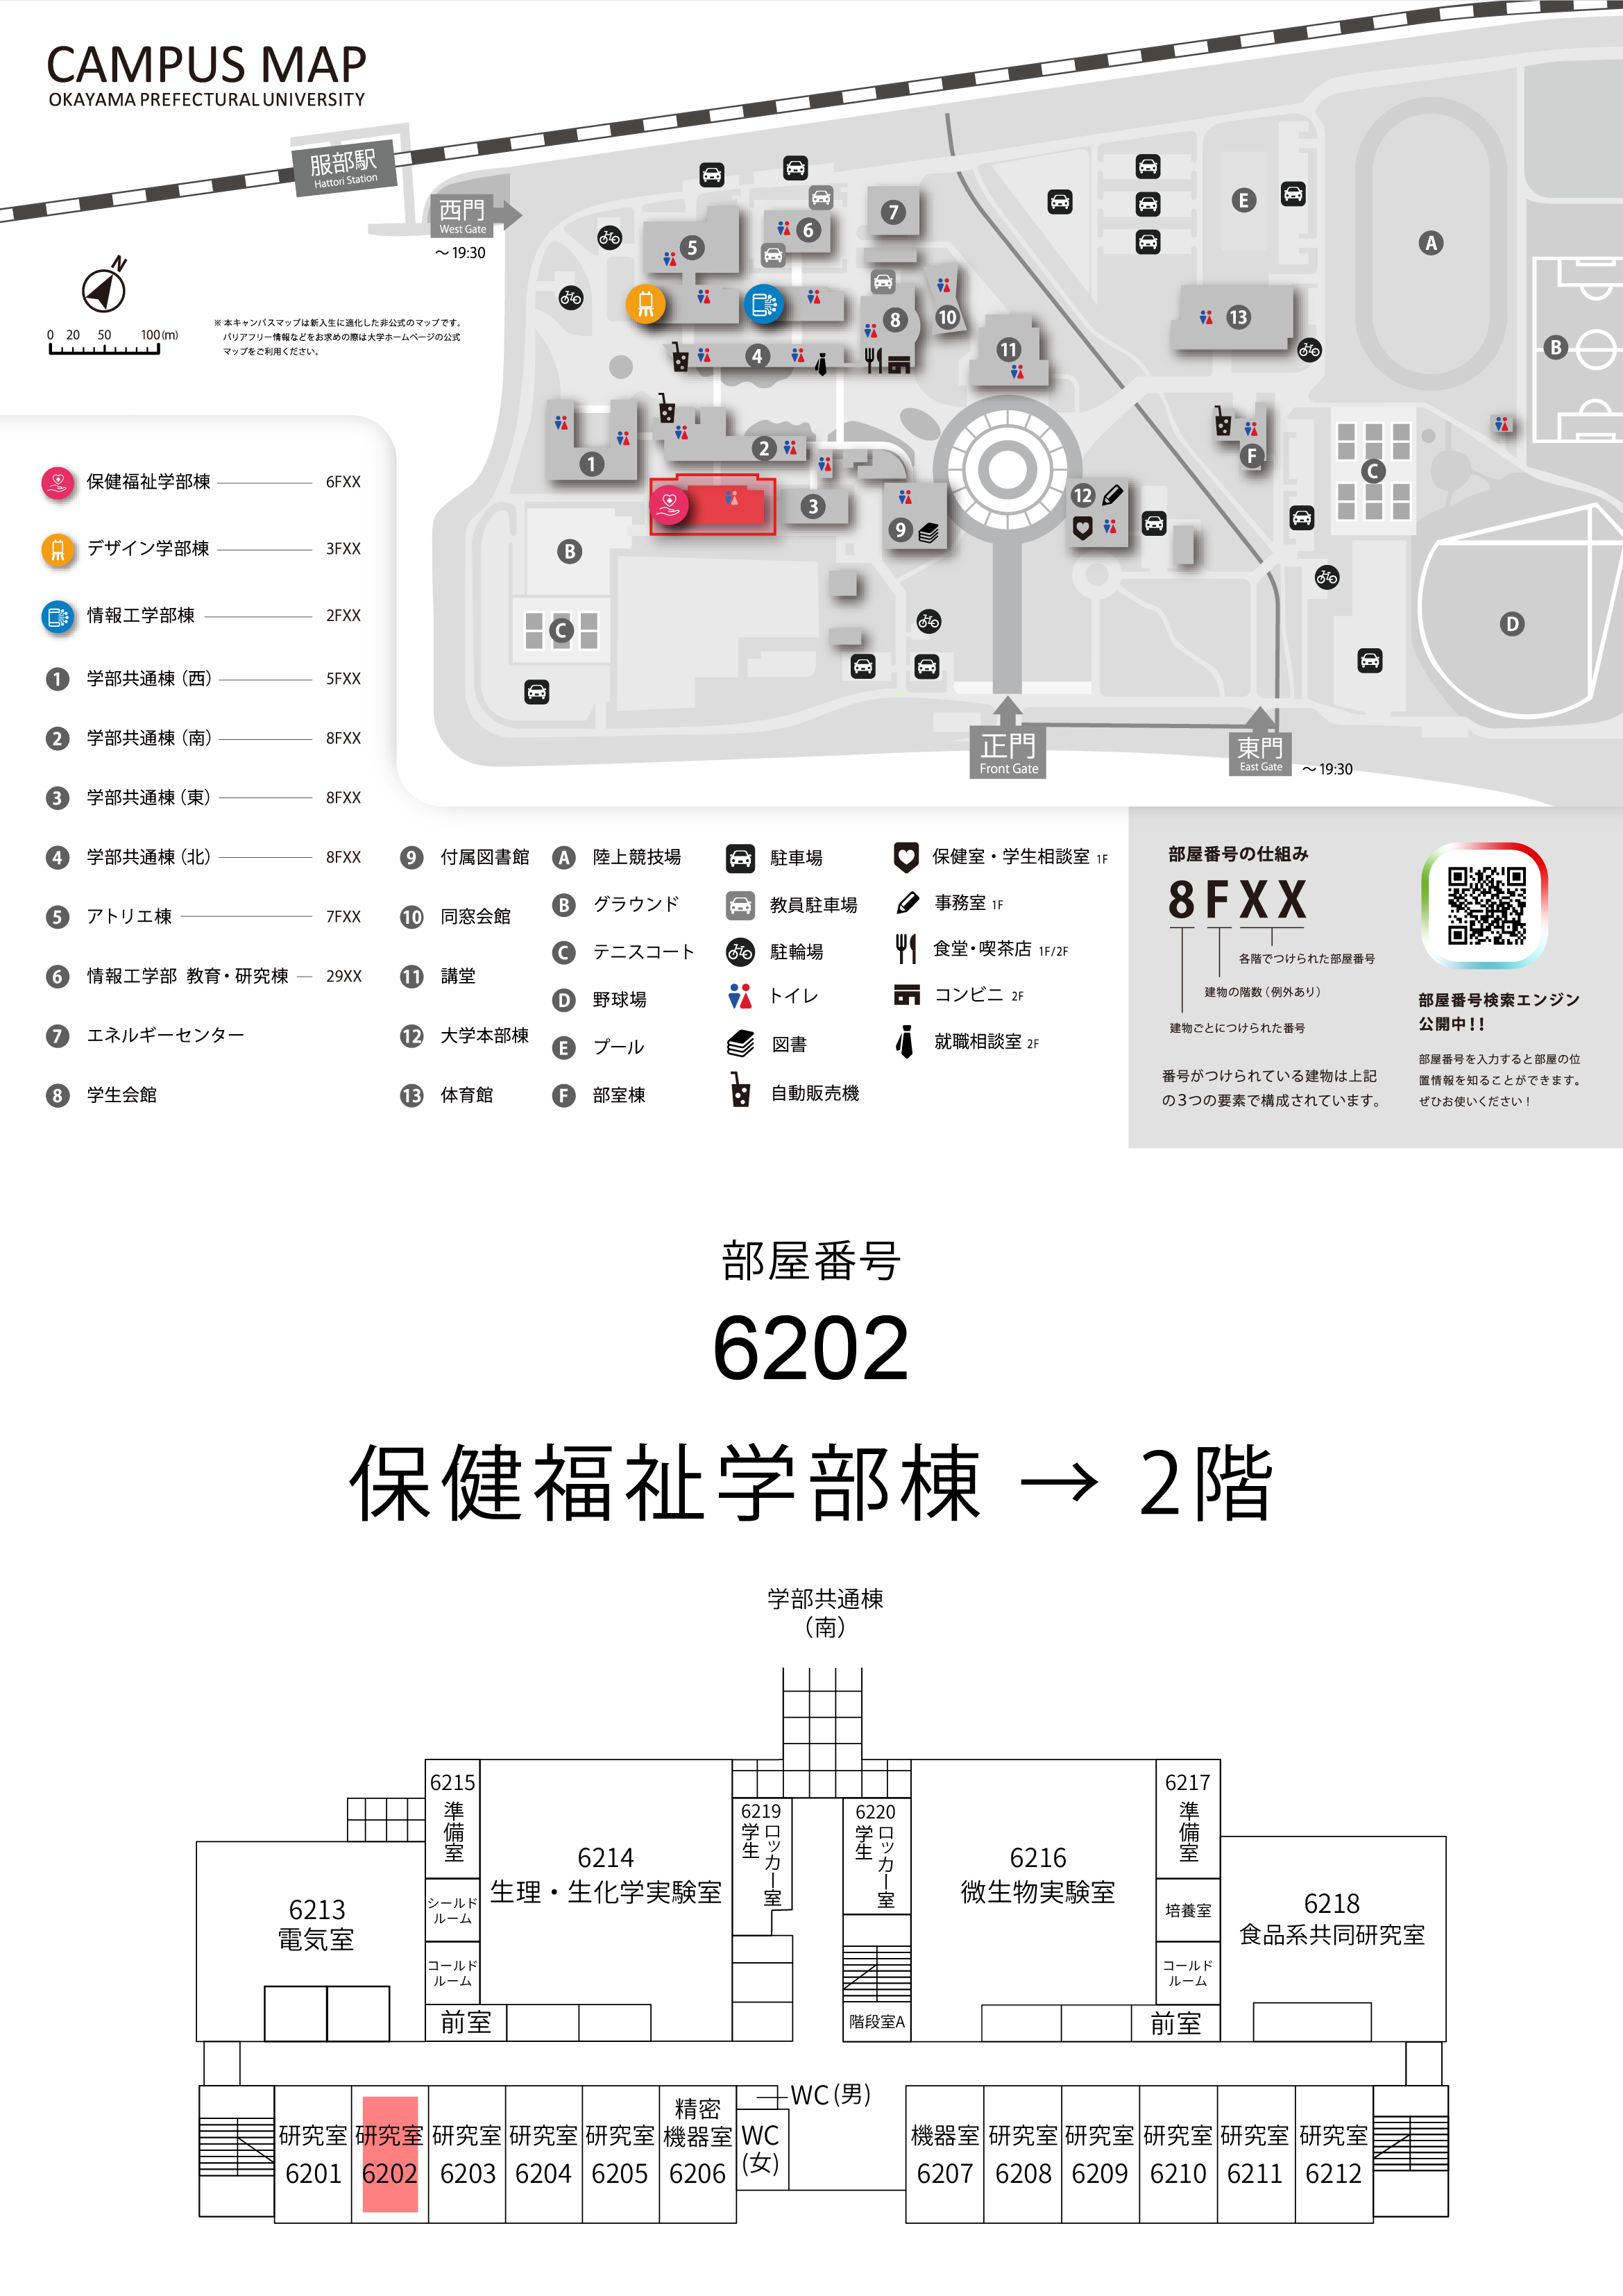 CAMPUS MAP
OKAYAMA PREFECTURAL UNIVERSITY
服部駅
Hattori Station
西門
West Gate
～19:30
N
0 20 50 100(m)
※ 本キャンパスマップは新入生に適化した非公式のマップです。
バリアフリー情報などをお求めの際は大学ホームページの公式
マップをご利用ください。
5
6
7
8
10
4
11
13
1
2
3
9
12
A
B
C
D
E
F
B
C
正門
Front Gate
東門
East Gate
～19:30
保健福祉学部棟 6FXX
デザイン学部棟 3FXX
情報工学部棟 2FXX
1 学部共通棟（西） 5FXX
2 学部共通棟（南） 8FXX
3 学部共通棟（東） 8FXX
4 学部共通棟（北） 8FXX
5 アトリエ棟 7FXX
6 情報工学部 教育・研究棟 29XX
7 エネルギーセンター
8 学生会館
9 付属図書館
10 同窓会館
11 講堂
12 大学本部棟
13 体育館
A 陸上競技場
B グラウンド
C テニスコート
D 野球場
E プール
F 部室棟
駐車場
教員駐車場
駐輪場
トイレ
図書
自動販売機
保健室・学生相談室 1F
事務室 1F
食堂・喫茶店 1F/2F
コンビニ 2F
就職相談室 2F
部屋番号の仕組み
8FXX
各階でつけられた部屋番号
建物の階数（例外あり）
建物ごとにつけられた番号
番号がつけられている建物は上記
の3つの要素で構成されています。
部屋番号検索エンジン
公開中！！
部屋番号を入力すると部屋の位
置情報を知ることができます。
ぜひお使いください！
部屋番号
6202
保健福祉学部棟 → 2階
学部共通棟
（南）
6215
準備室
6214
生理・生化学実験室
6219
学生ロッカー室
6220
学生ロッカー室
6216
微生物実験室
6217
準備室
6213
電気室
シールド
ルーム
コールド
ルーム
前室
階段室A
培養室
コールド
ルーム
前室
6218
食品系共同研究室
研究室
6201
研究室
6202
研究室
6203
研究室
6204
研究室
6205
精密
機器室
6206
WC(男)
WC
(女)
機器室
6207
研究室
6208
研究室
6209
研究室
6210
研究室
6211
研究室
6212